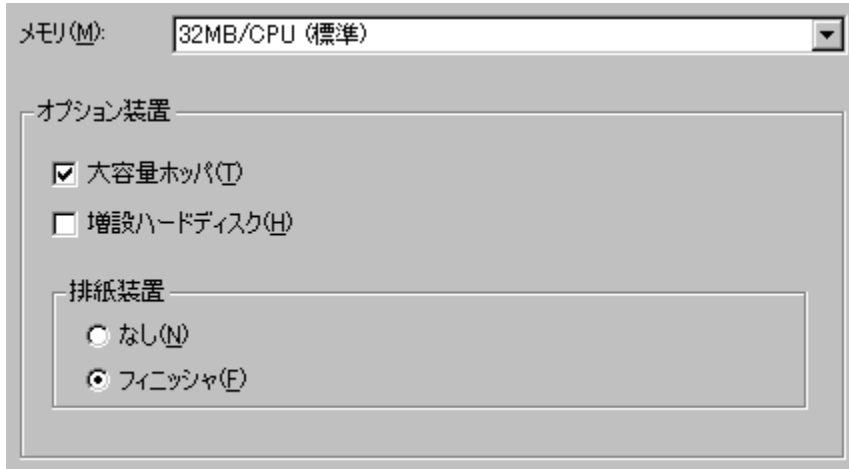 メモリ(M): 32MB/CPU (標準)
オプション装置
大容量ホッパ(T)
増設ハードディスク(H)
排紙装置
なし(N)
フィニッシャ(F)